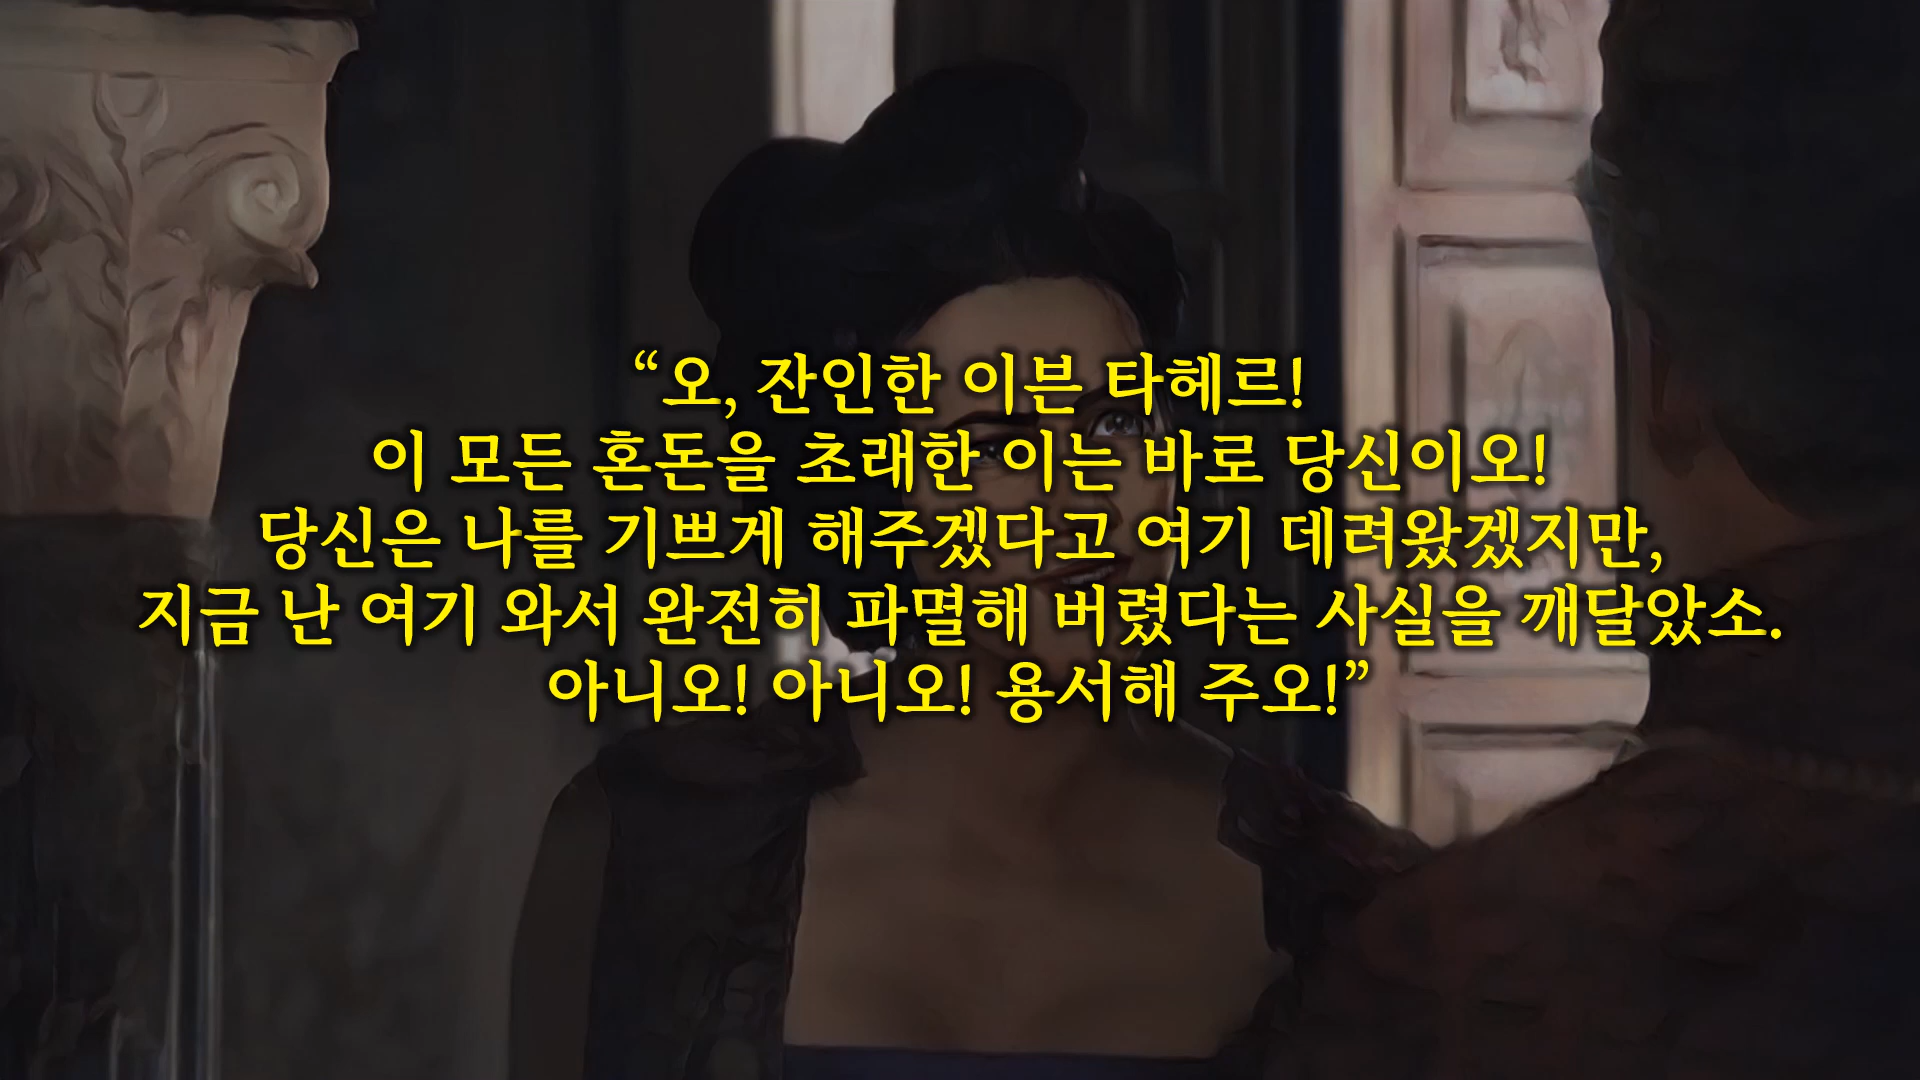 “오, 잔인한 이븐 타헤르!
이 모든 혼돈을 초래한 이는 바로 당신이오!
당신은 나를 기쁘게 해주겠다고 여기 데려왔겠지만,
지금 난 여기 와서 완전히 파멸해 버렸다는 사실을 깨달았소.
아니오! 아니오! 용서해 주오!”